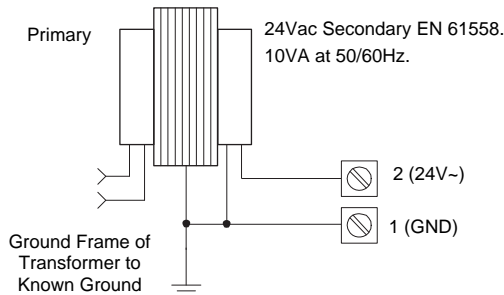 Primary
24Vac Secondary EN 61558.
10VA at 50/60Hz.
2 (24V~)
1 (GND)
Ground Frame of
Transformer to
Known Ground